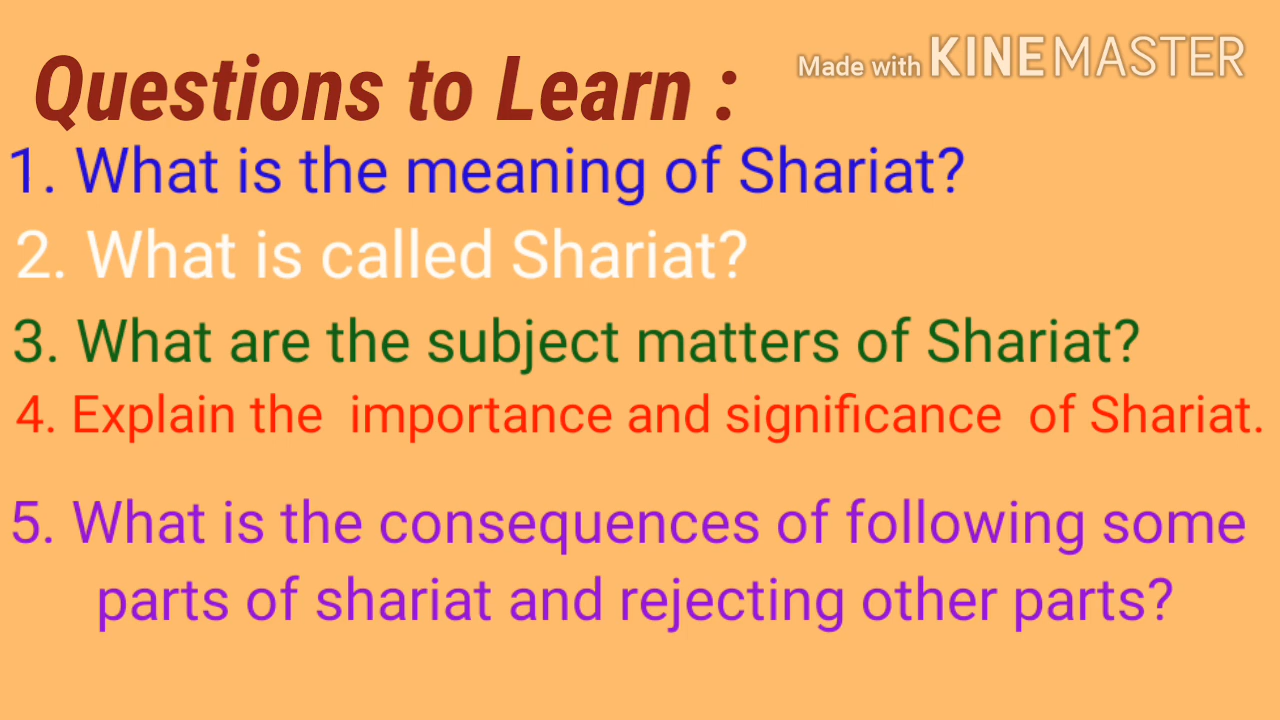 Made with KINEMASTER
Questions to Learn :
1. What is the meaning of Shariat?
2. What is called Shariat?
3. What are the subject matters of Shariat?
4. Explain the importance and significance of Shariat.
5. What is the consequences of following some
parts of shariat and rejecting other parts?